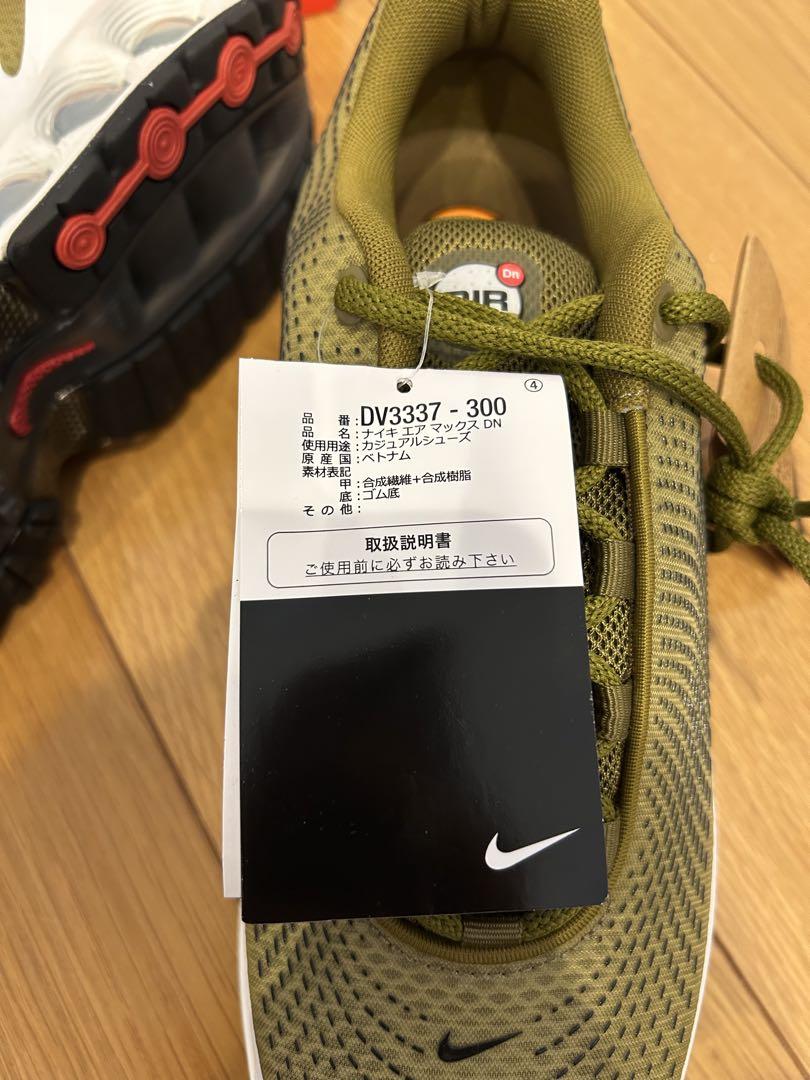 Dn
AIR
④
品番:DV3337 - 300
品名:ナイキ エア マックス DN
使用用途:カジュアルシューズ
原産国:ベトナム
素材表記
甲:合成繊維+合成樹脂
底:ゴム底
その他:
取扱説明書
ご使用前に必ずお読み下さい